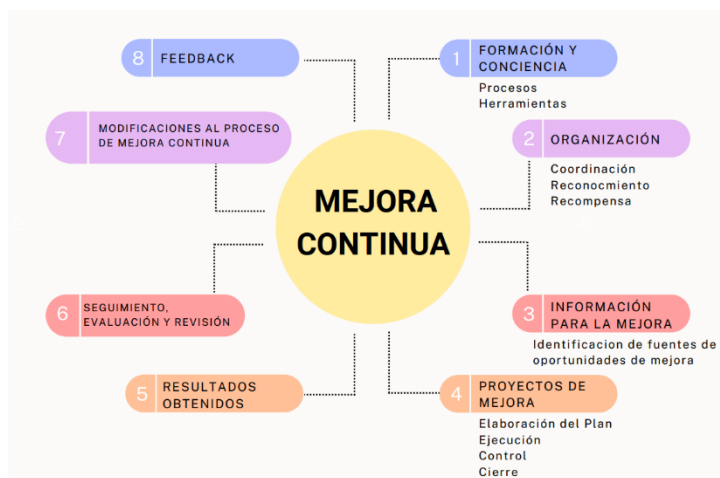 MEJORA
CONTINUA
1
FORMACIÓN Y
CONCIENCIA
Procesos
Herramientas
2
ORGANIZACIÓN
Coordinación
Reconocmiento
Recompensa
3
INFORMACIÓN
PARA LA MEJORA
Identificacion de fuentes de
oportunidades de mejora
4
PROYECTOS DE
MEJORA
Elaboración del Plan
Ejecución
Control
Cierre
5
RESULTADOS
OBTENIDOS
6
SEGUIMIENTO,
EVALUACIÓN Y REVISIÓN
7
MODIFICACIONES AL PROCESO
DE MEJORA CONTINUA
8
FEEDBACK